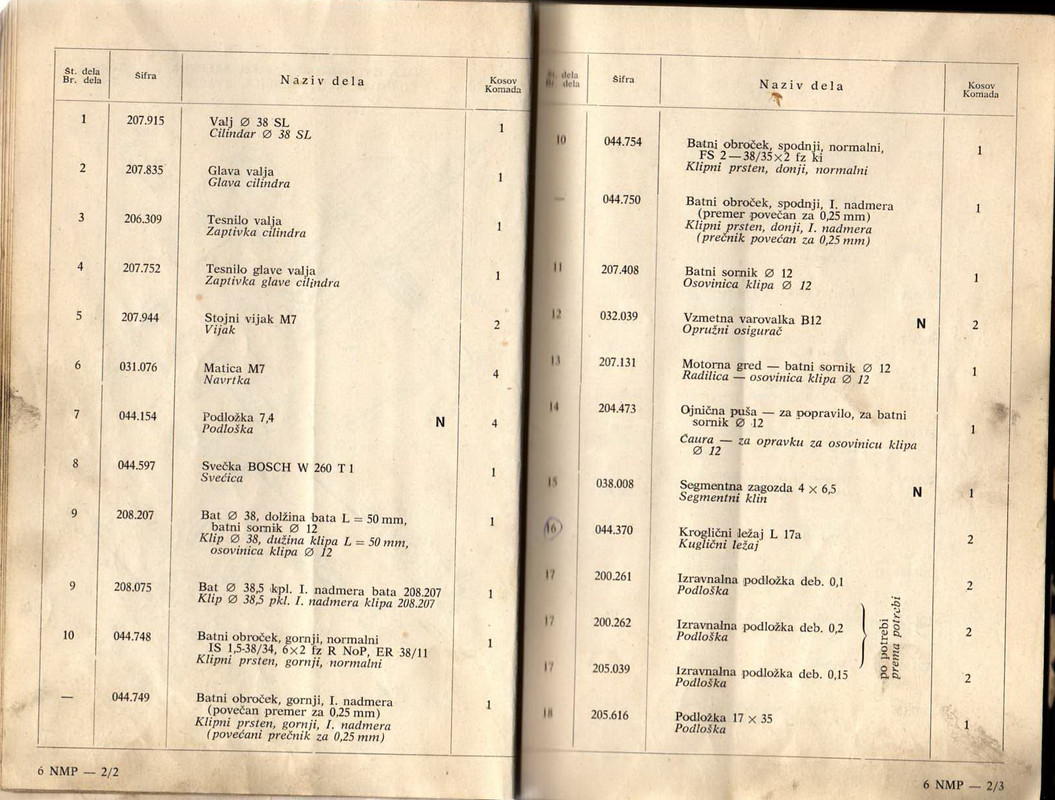 Št. dela
Br. dela
Šifra
Naziv dela
Kosov
Komada
1 207.915 Valj Ø 38 SL 1
Cilindar Ø 38 SL
2 207.835 Glava valja 1
Glava cilindra
3 206.309 Tesnilo valja 1
Zaptivka cilindra
4 207.752 Tesnilo glave valja 1
Zaptivka glave cilindra
5 207.944 Stojni vijak M7 2
Vijak
6 031.076 Matica M7 4
Navrtka
7 044.154 Podložka 7,4 N 4
Podloška
8 044.597 Svečka BOSCH W 260 T 1 1
Svećica
9 208.207 Bat Ø 38, dolžina bata L = 50 mm, 1
batni sornik Ø 12
Klip Ø 38, dužina klipa L = 50 mm,
osovinica klipa Ø 12
9 208.075 Bat Ø 38,5 kpl. I. nadmera bata 208.207 1
Klip Ø 38,5 pkl. I. nadmera klipa 208.207
10 044.748 Batni obroček, gornji, normalni 1
IS 1,5-38/34, 6×2 fz R NoP, ER 38/11
Klipni prsten, gornji, normalni
— 044.749 Batni obroček, gornji, I. nadmera 1
(povečan premer za 0,25 mm)
Klipni prsten, gornji, I. nadmera
(povećani prečnik za 0,25 mm)
6 NMP — 2/2
Št. dela
Br. dela
Šifra
Naziv dela
Kosov
Komada
10 044.754 Batni obroček, spodnji, normalni, 1
FS 2—38/35×2 fz ki
Klipni prsten, donji, normalni
— 044.750 Batni obroček, spodnji, I. nadmera 1
(premer povečan za 0,25 mm)
Klipni prsten, donji, I. nadmera
(prečnik povećan za 0,25 mm)
11 207.408 Batni sornik Ø 12 1
Osovinica klipa Ø 12
12 032.039 Vzmetna varovalka B12 N 2
Opružni osigurač
13 207.131 Motorna gred — batni sornik Ø 12 1
Radilica — osovinica klipa Ø 12
14 204.473 Ojnična puša — za popravilo, za batni 1
sornik Ø 12
Čaura — za opravku za osovinicu klipa
Ø 12
15 038.008 Segmentna zagozda 4 × 6,5 N 1
Segmentni klin
16 044.370 Kroglični ležaj L 17a 2
Kuglični ležaj
17 200.261 Izravnalna podložka deb. 0,1 2
Podloška
17 200.262 Izravnalna podložka deb. 0,2 2
Podloška
17 205.039 Izravnalna podložka deb. 0,15 2
Podloška
po potrebi
prema potrebi
18 205.616 Podložka 17 × 35 1
Podloška
6 NMP — 2/3